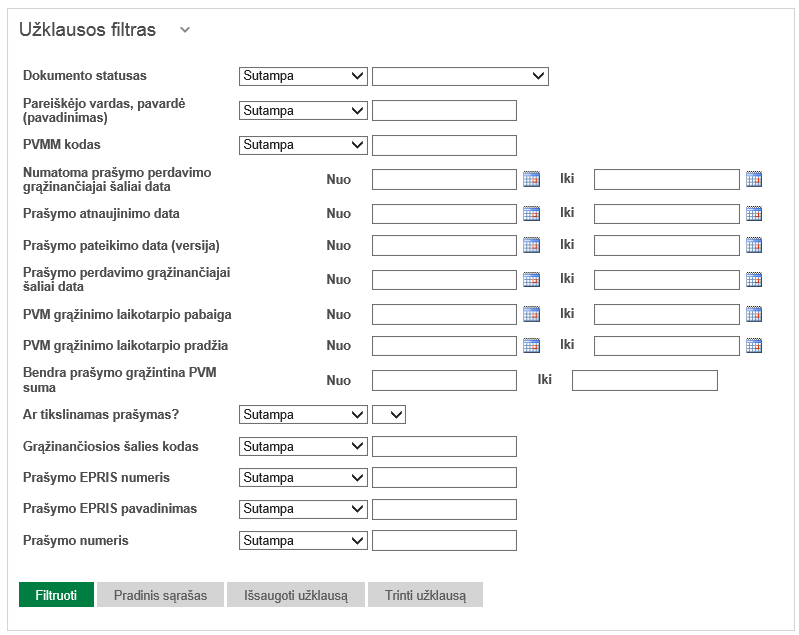 Užklausos filtras
Dokumento statusas Sutampa
Pareiškėjo vardas, pavardė
(pavadinimas) Sutampa
PVMM kodas Sutampa
Numatoma prašymo perdavimo
grąžinančiajai šaliai data Nuo Iki
Prašymo atnaujinimo data Nuo Iki
Prašymo pateikimo data (versija) Nuo Iki
Prašymo perdavimo grąžinančiajai
šaliai data Nuo Iki
PVM grąžinimo laikotarpio pabaiga Nuo Iki
PVM grąžinimo laikotarpio pradžia Nuo Iki
Bendra prašymo grąžintina PVM
suma Nuo Iki
Ar tikslinamas prašymas? Sutampa
Grąžinančiosios šalies kodas Sutampa
Prašymo EPRIS numeris Sutampa
Prašymo EPRIS pavadinimas Sutampa
Prašymo numeris Sutampa
Filtruoti Pradinis sąrašas Išsaugoti užklausą Trinti užklausą